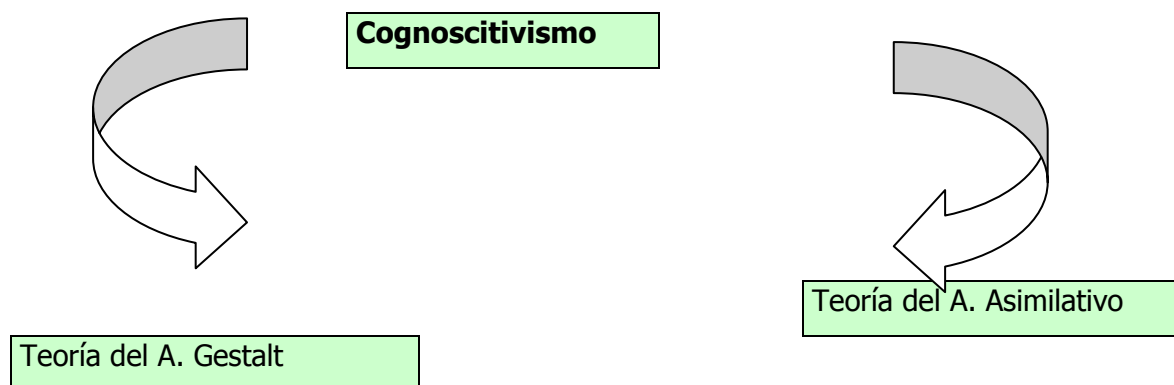 Cognoscitivismo
Teoría del A. Asimilativo
Teoría del A. Gestalt